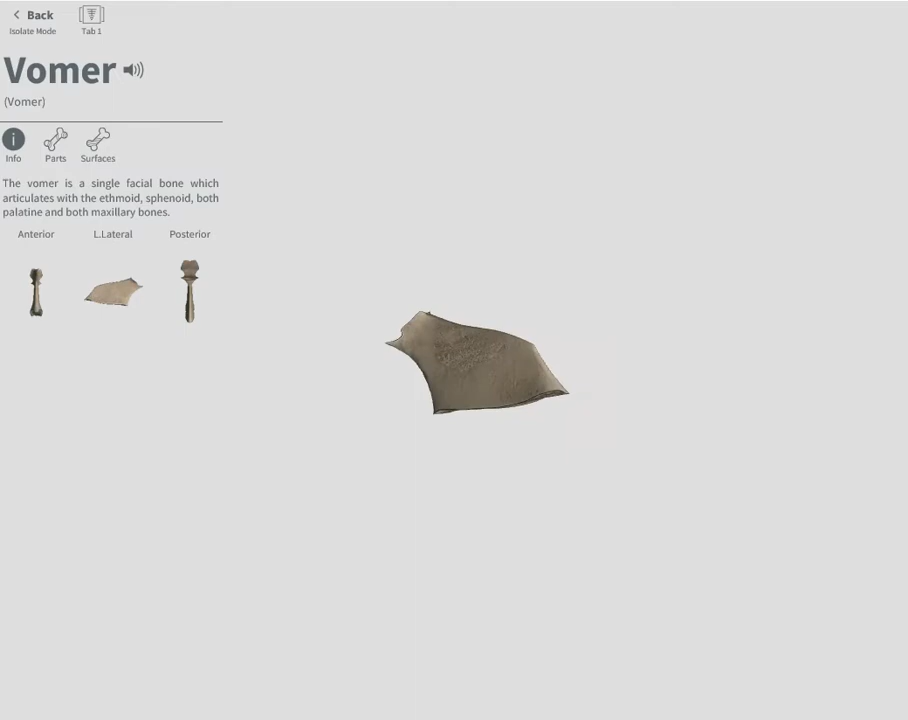 Back
Isolate Mode
Tab 1
Vomer
(Vomer)
i
Info
Parts
Surfaces
The vomer is a single facial bone which
articulates with the ethmoid, sphenoid, both
palatine and both maxillary bones.
Anterior
L.Lateral
Posterior